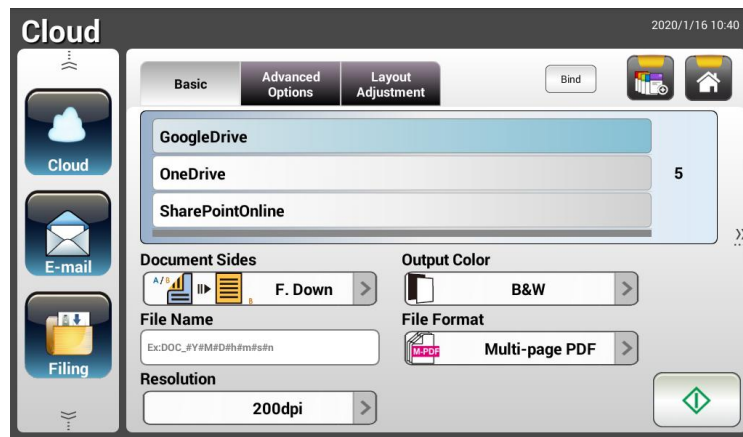 Cloud
2020/1/16 10:40
Basic
Advanced Options
Layout Adjustment
Bind
Cloud
E-mail
Filing
GoogleDrive
OneDrive
SharePointOnline
5
Document Sides
Output Color
A/B
B
F. Down
B&W
File Name
File Format
Ex:DOC_#Y#M#D#h#m#s#n
M-PDF
Multi-page PDF
Resolution
200dpi